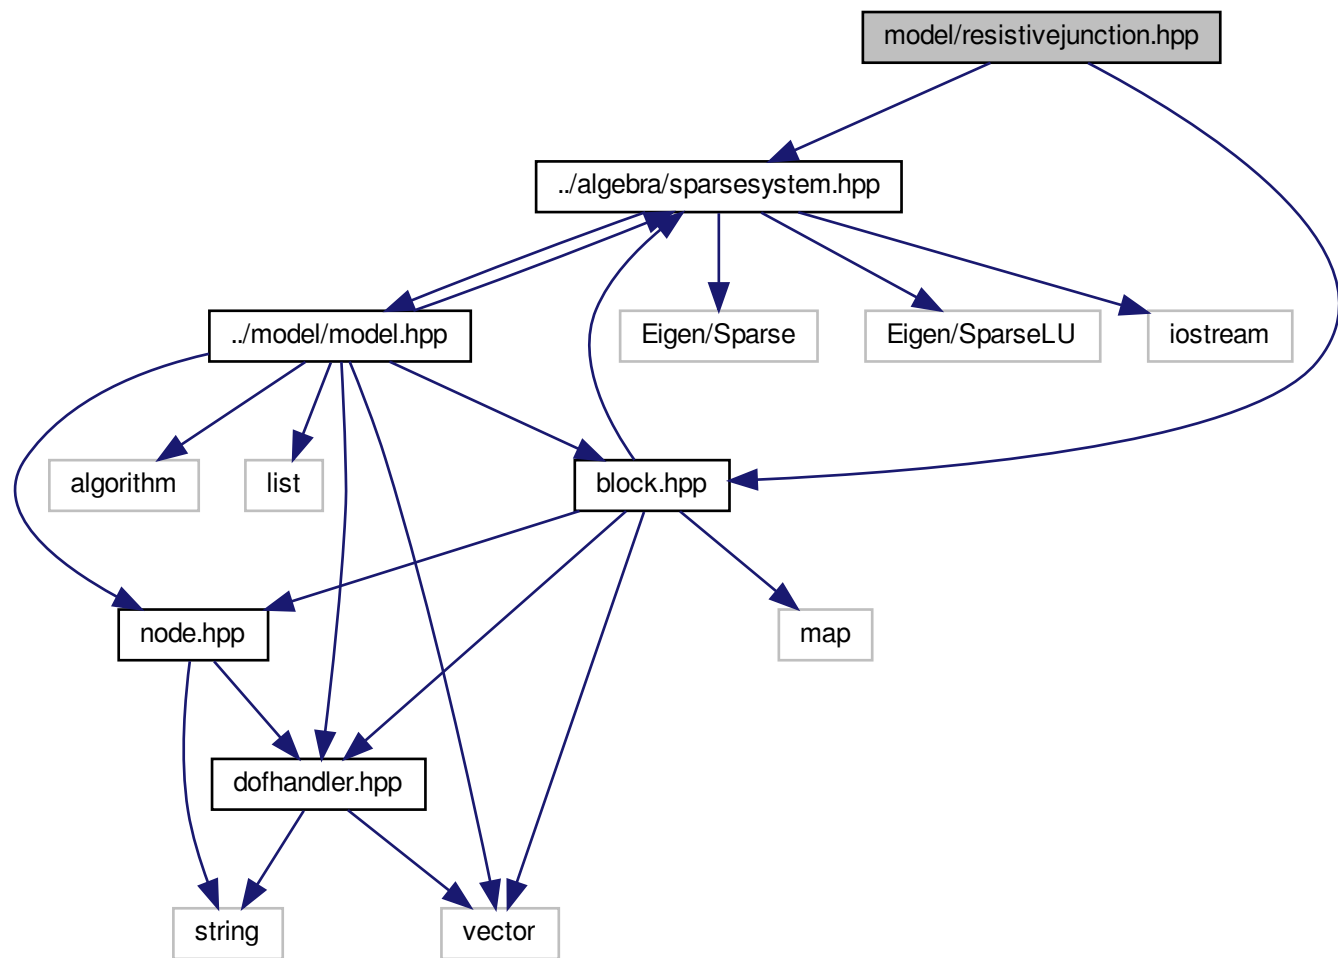 model/resistivejunction.hpp
../algebra/sparsesystem.hpp
../model/model.hpp
Eigen/Sparse
Eigen/SparseLU
iostream
algorithm
list
block.hpp
node.hpp
map
dofhandler.hpp
string
vector